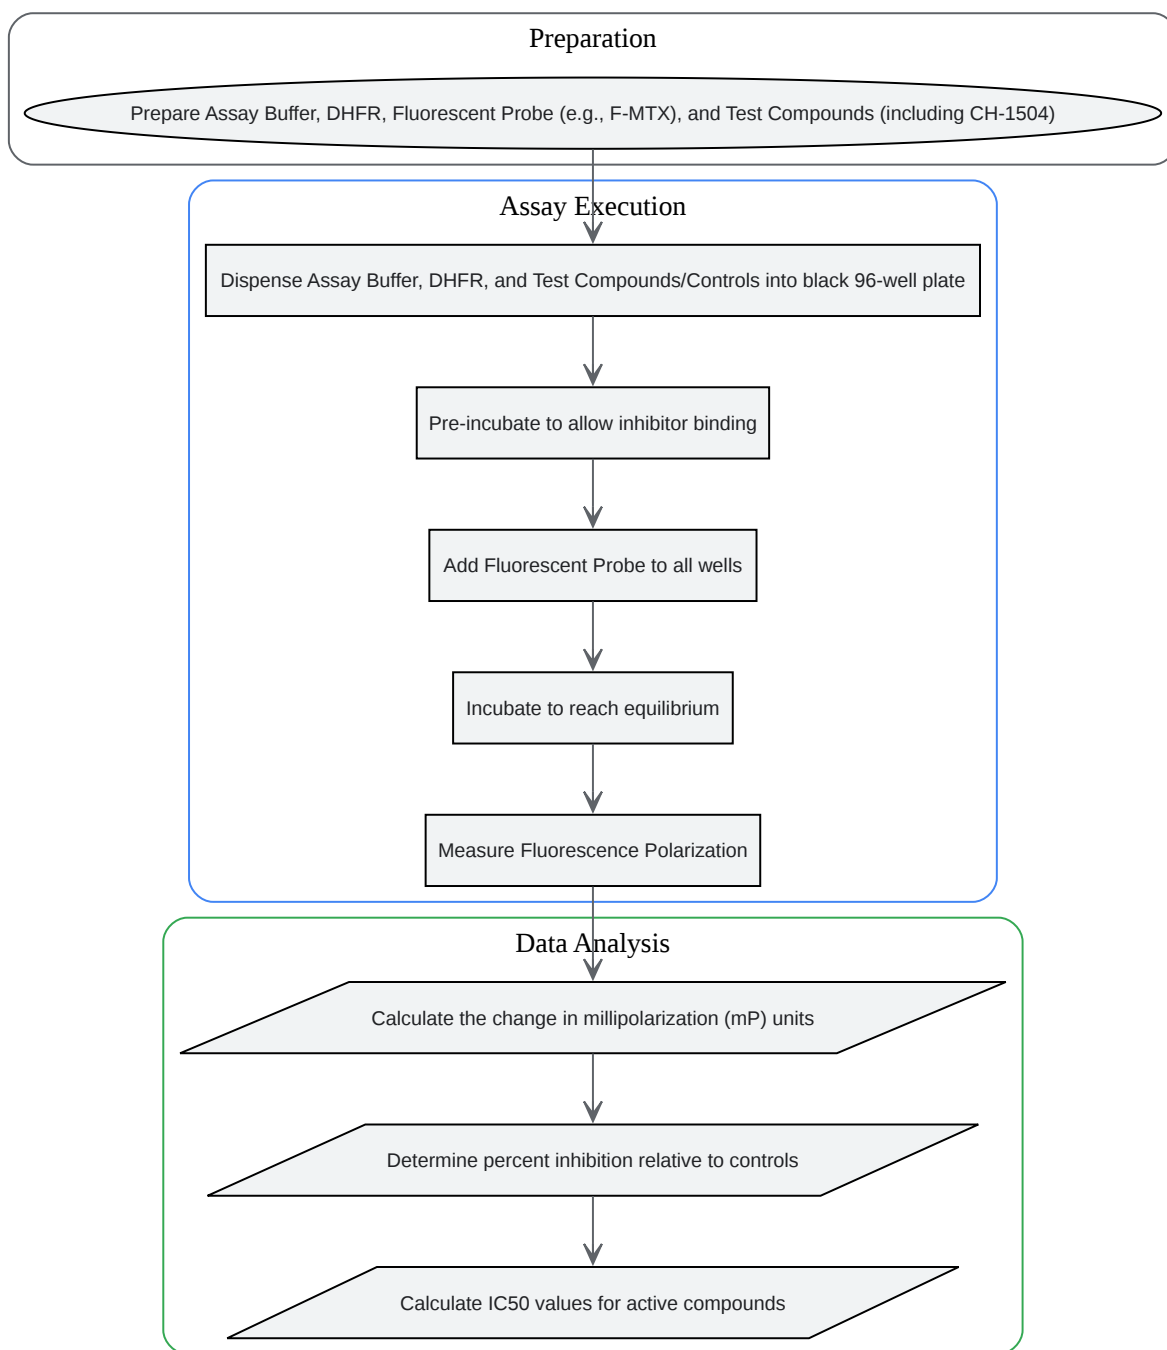 Preparation
Prepare Assay Buffer, DHFR, Fluorescent Probe (e.g., F-MTX), and Test Compounds (including CH-1504)
Assay Execution
Dispense Assay Buffer, DHFR, and Test Compounds/Controls into black 96-well plate
Pre-incubate to allow inhibitor binding
Add Fluorescent Probe to all wells
Incubate to reach equilibrium
Measure Fluorescence Polarization
Data Analysis
Calculate the change in millipolarization (mP) units
Determine percent inhibition relative to controls
Calculate IC50 values for active compounds